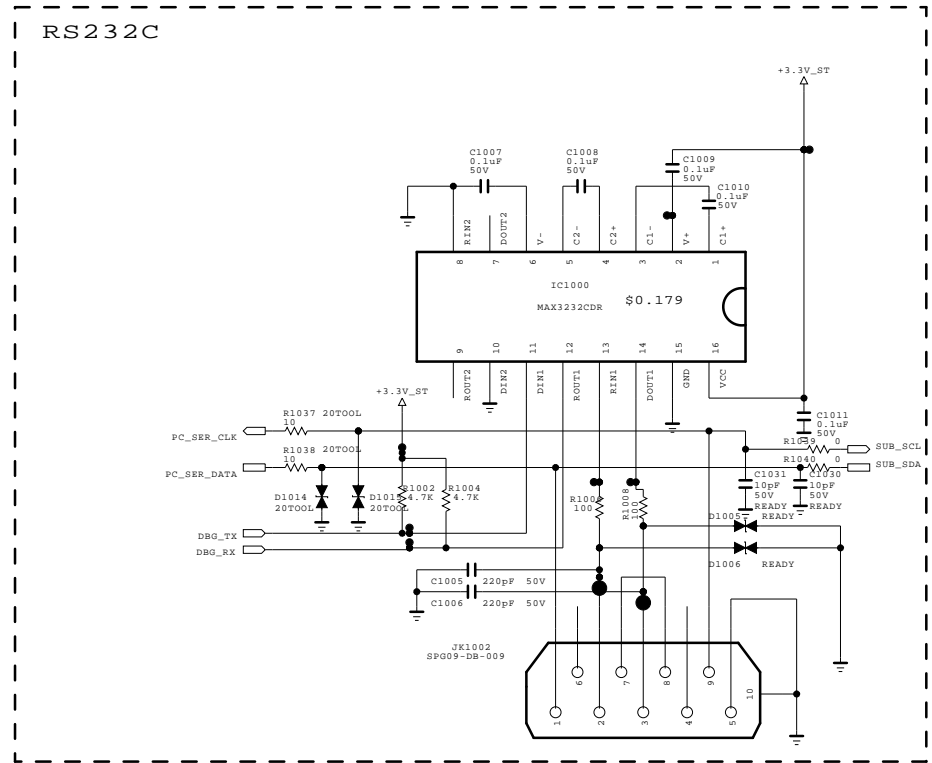 RS232C
+3.3V_ST
C1007
0.1uF
50V
C1008
0.1uF
50V
C1009
0.1uF
50V
C1010
0.1uF
50V
RIN2
DOUT2
V-
C2-
C2+
C1-
V+
C1+
8
7
6
5
4
3
2
1
IC1000
MAX3232CDR
$0.179
9
10
11
12
13
14
15
16
ROUT2
DIN2
DIN1
ROUT1
RIN1
DOUT1
GND
VCC
+3.3V_ST
R1037 20TOOL
10
PC_SER_CLK
R1038 20TOOL
10
PC_SER_DATA
C1011
0.1uF
50V
R1039 0
SUB_SCL
R1040 0
SUB_SDA
D1014
20TOOL
D1015
20TOOL
R1002
4.7K
R1004
4.7K
R1008
100
100
C1031
10pF
50V
READY
C1030
10pF
50V
READY
DBG_TX
DBG_RX
D1005 READY
D1006 READY
C1005 220pF 50V
C1006 220pF 50V
JK1002
SPG09-DB-009
6
7
8
9
10
1
2
3
4
5